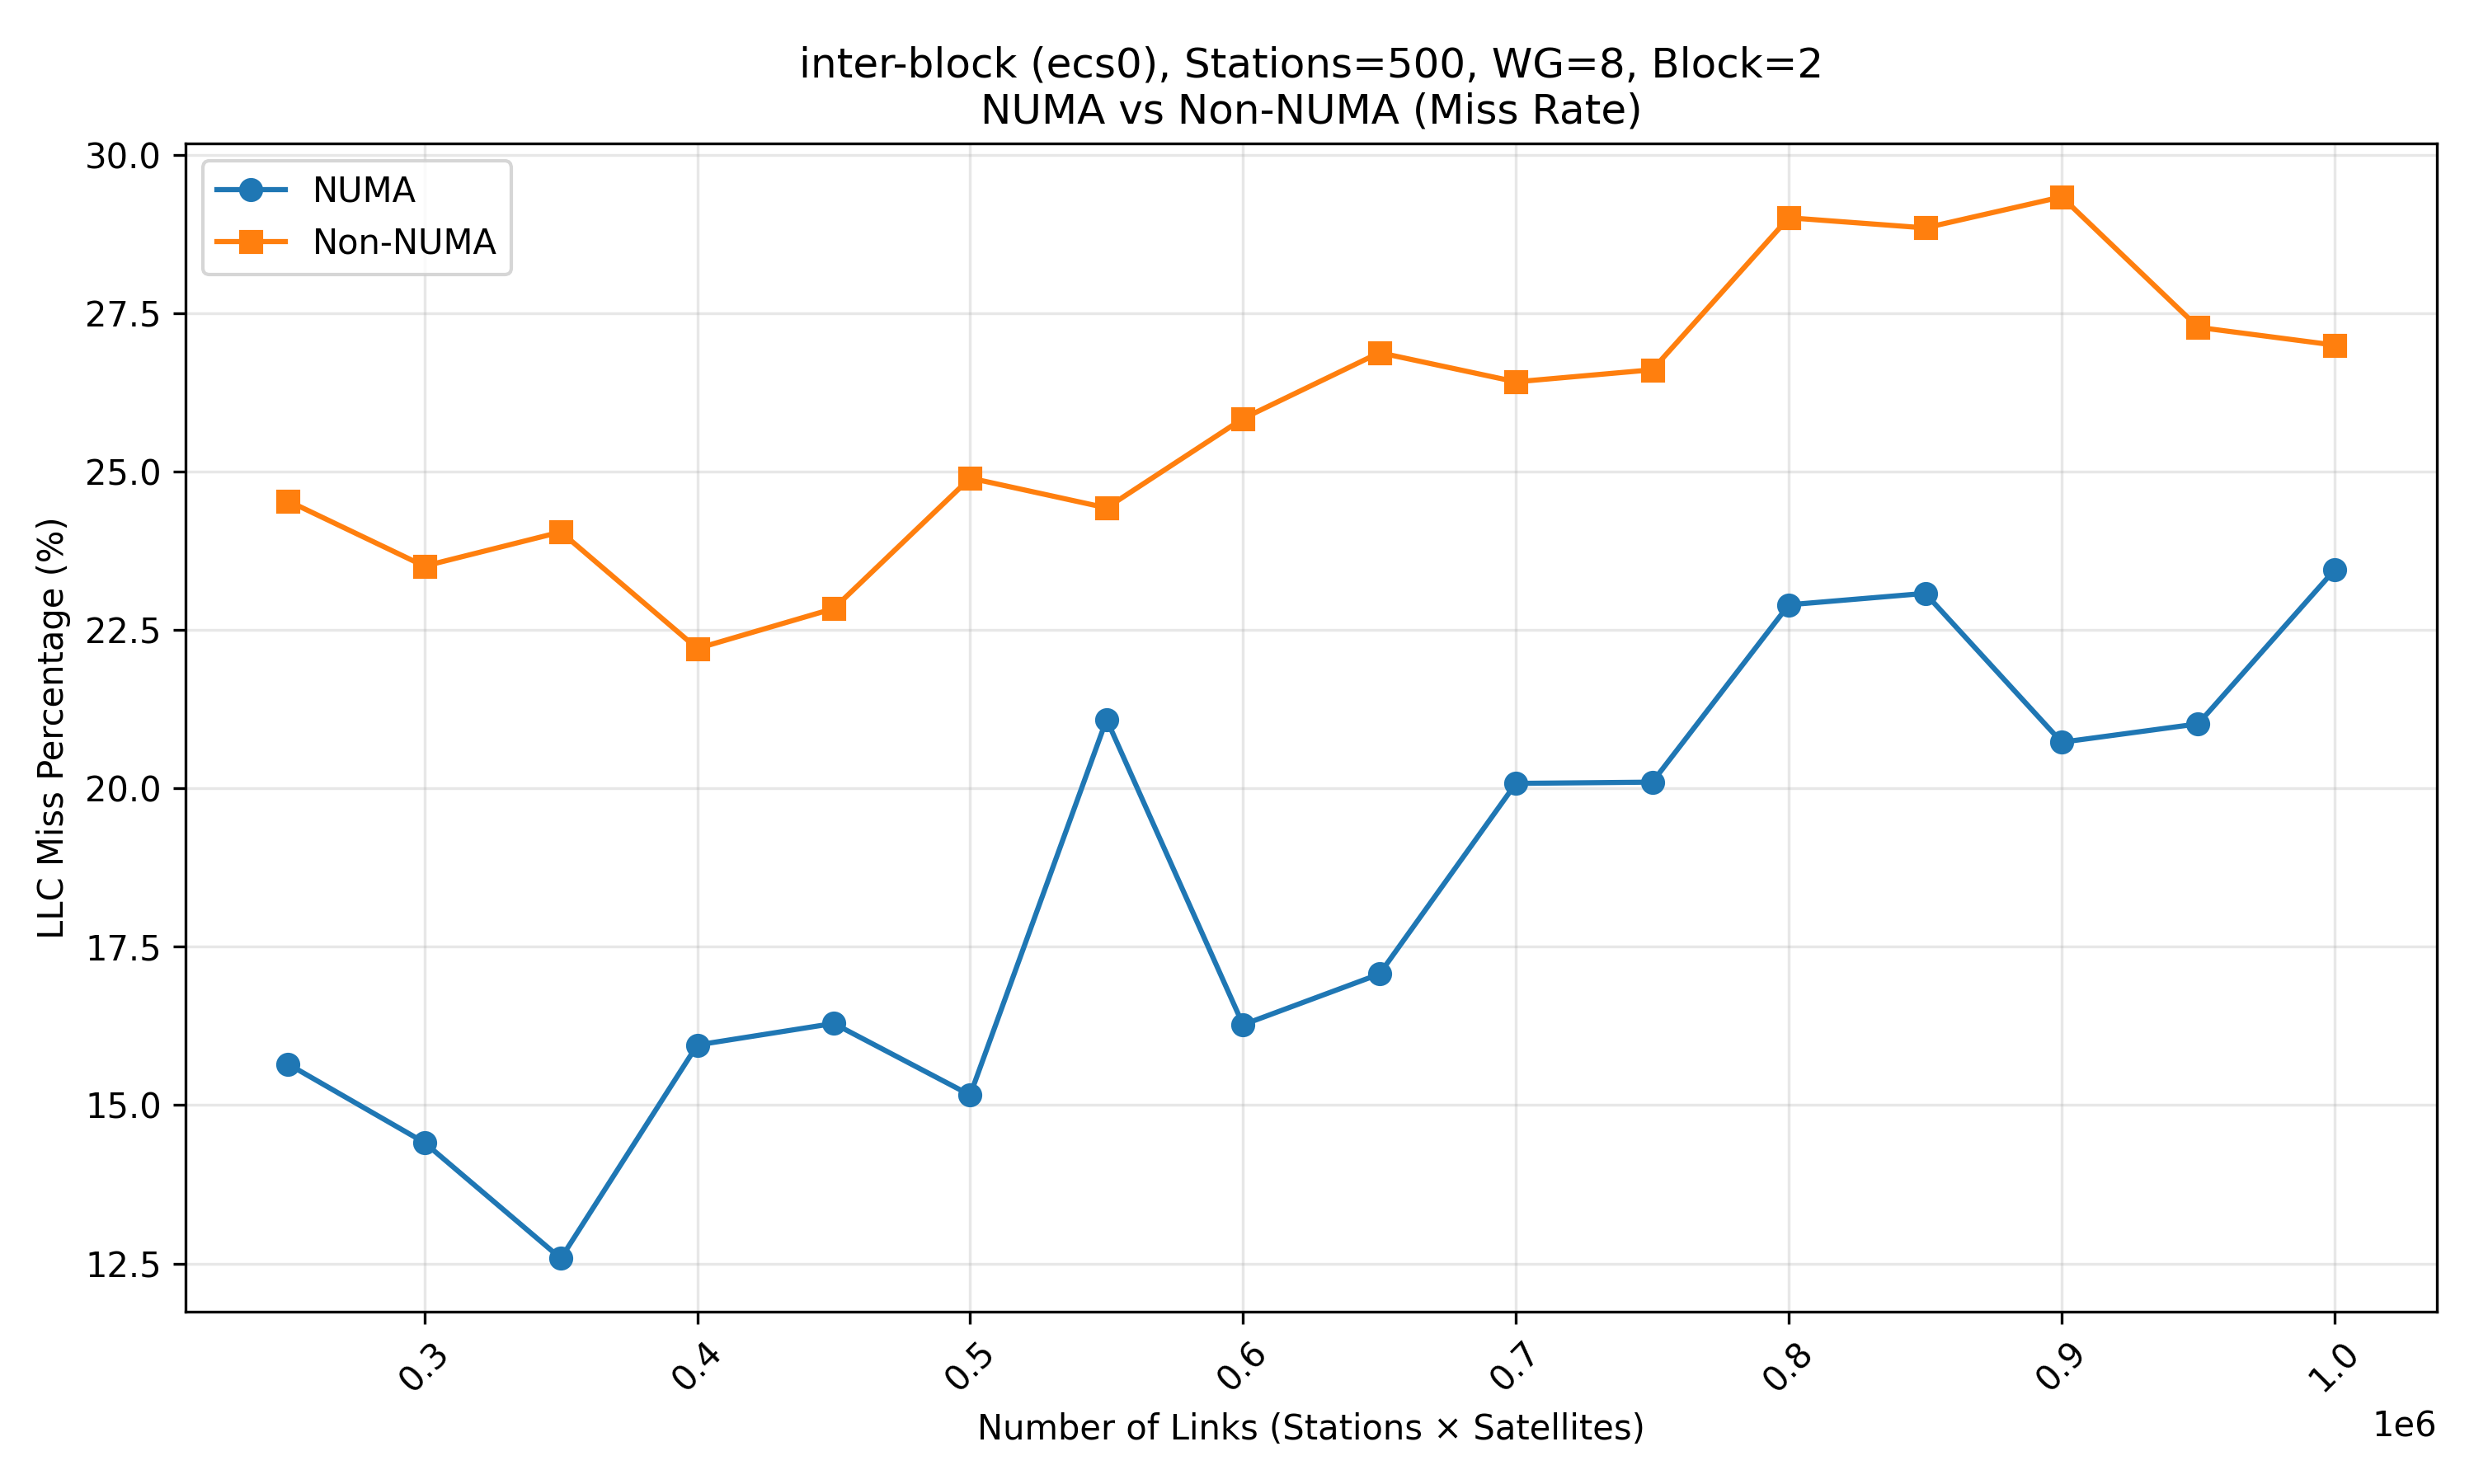 inter-block (ecs0), Stations=500, WG=8, Block=2
NUMA vs Non-NUMA (Miss Rate)
NUMA
Non-NUMA
LLC Miss Percentage (%)
30.0
27.5
25.0
22.5
20.0
17.5
15.0
12.5
0.3
0.4
0.5
0.6
0.7
0.8
0.9
1.0
1e6
Number of Links (Stations × Satellites)